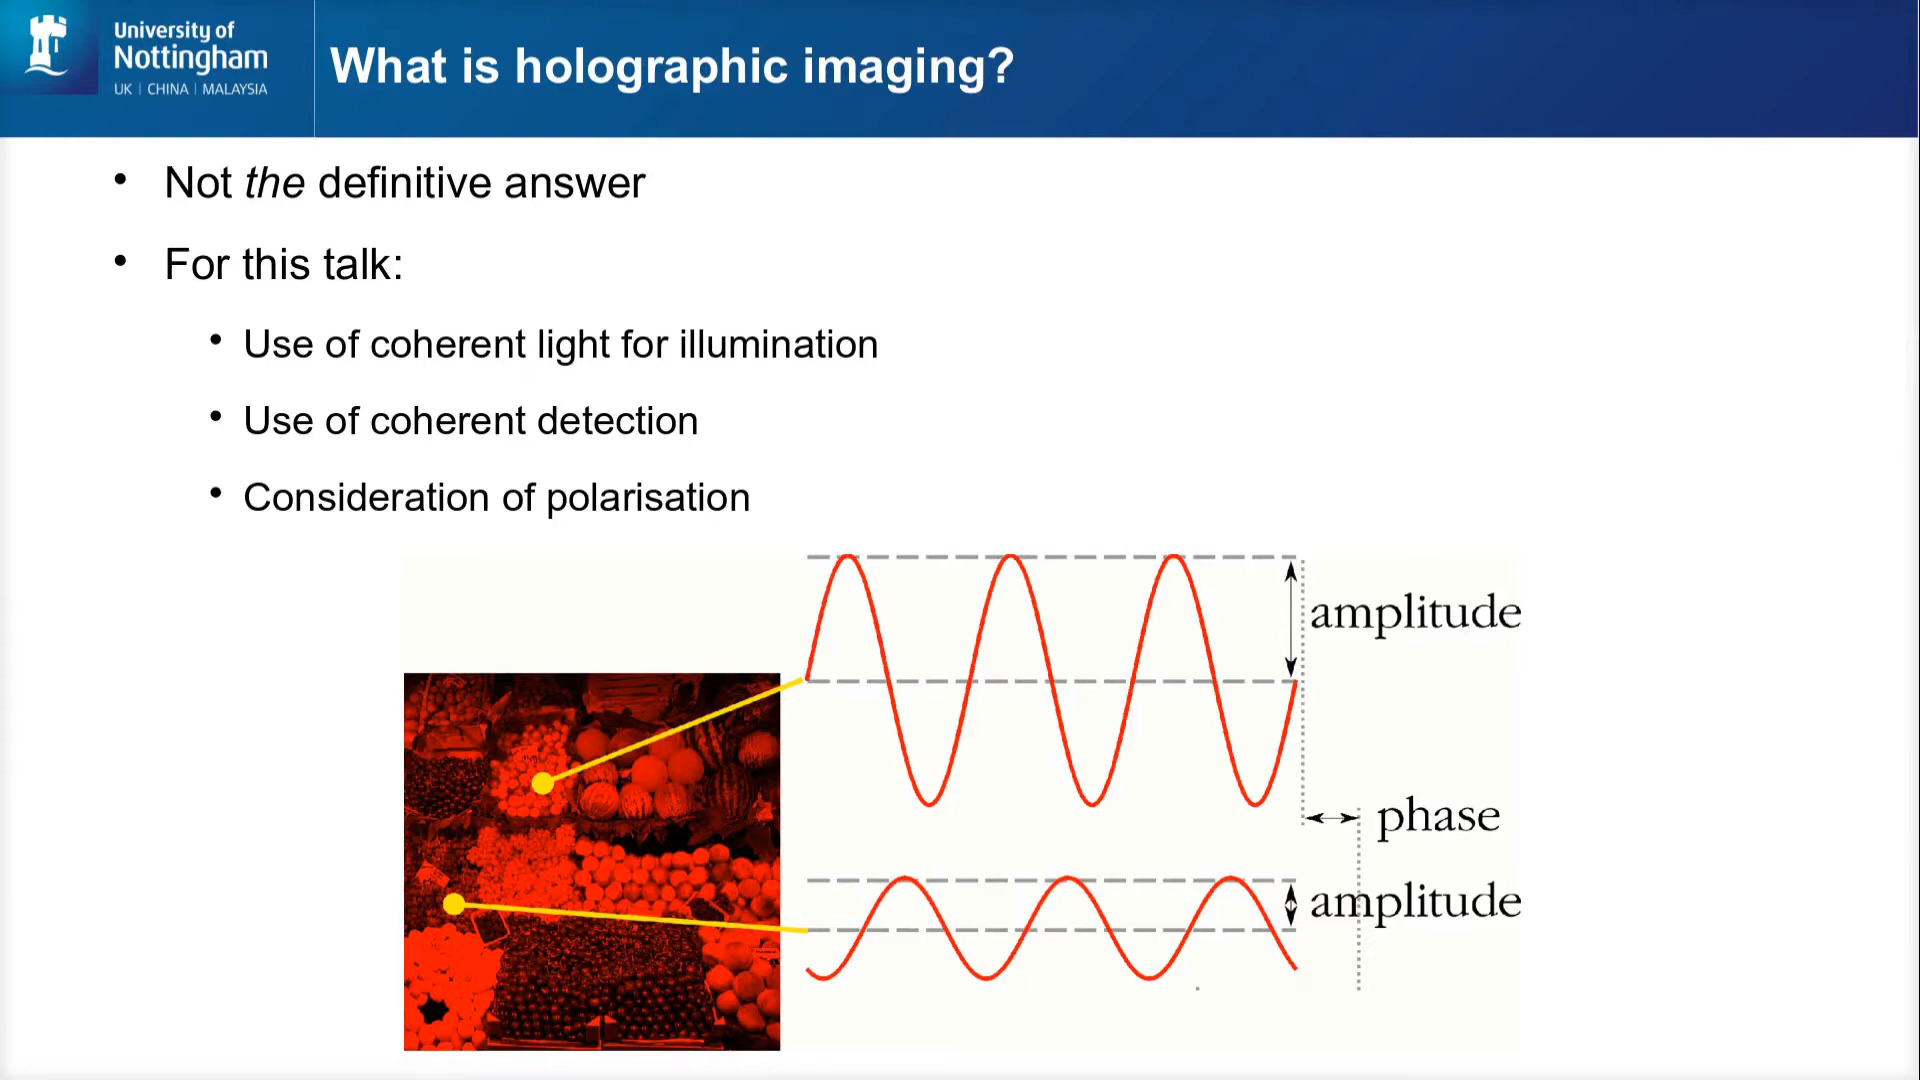 University of
Nottingham
UK | CHINA | MALAYSIA
What is holographic imaging?
• Not the definitive answer
• For this talk:
• Use of coherent light for illumination
• Use of coherent detection
• Consideration of polarisation
amplitude
phase
amplitude